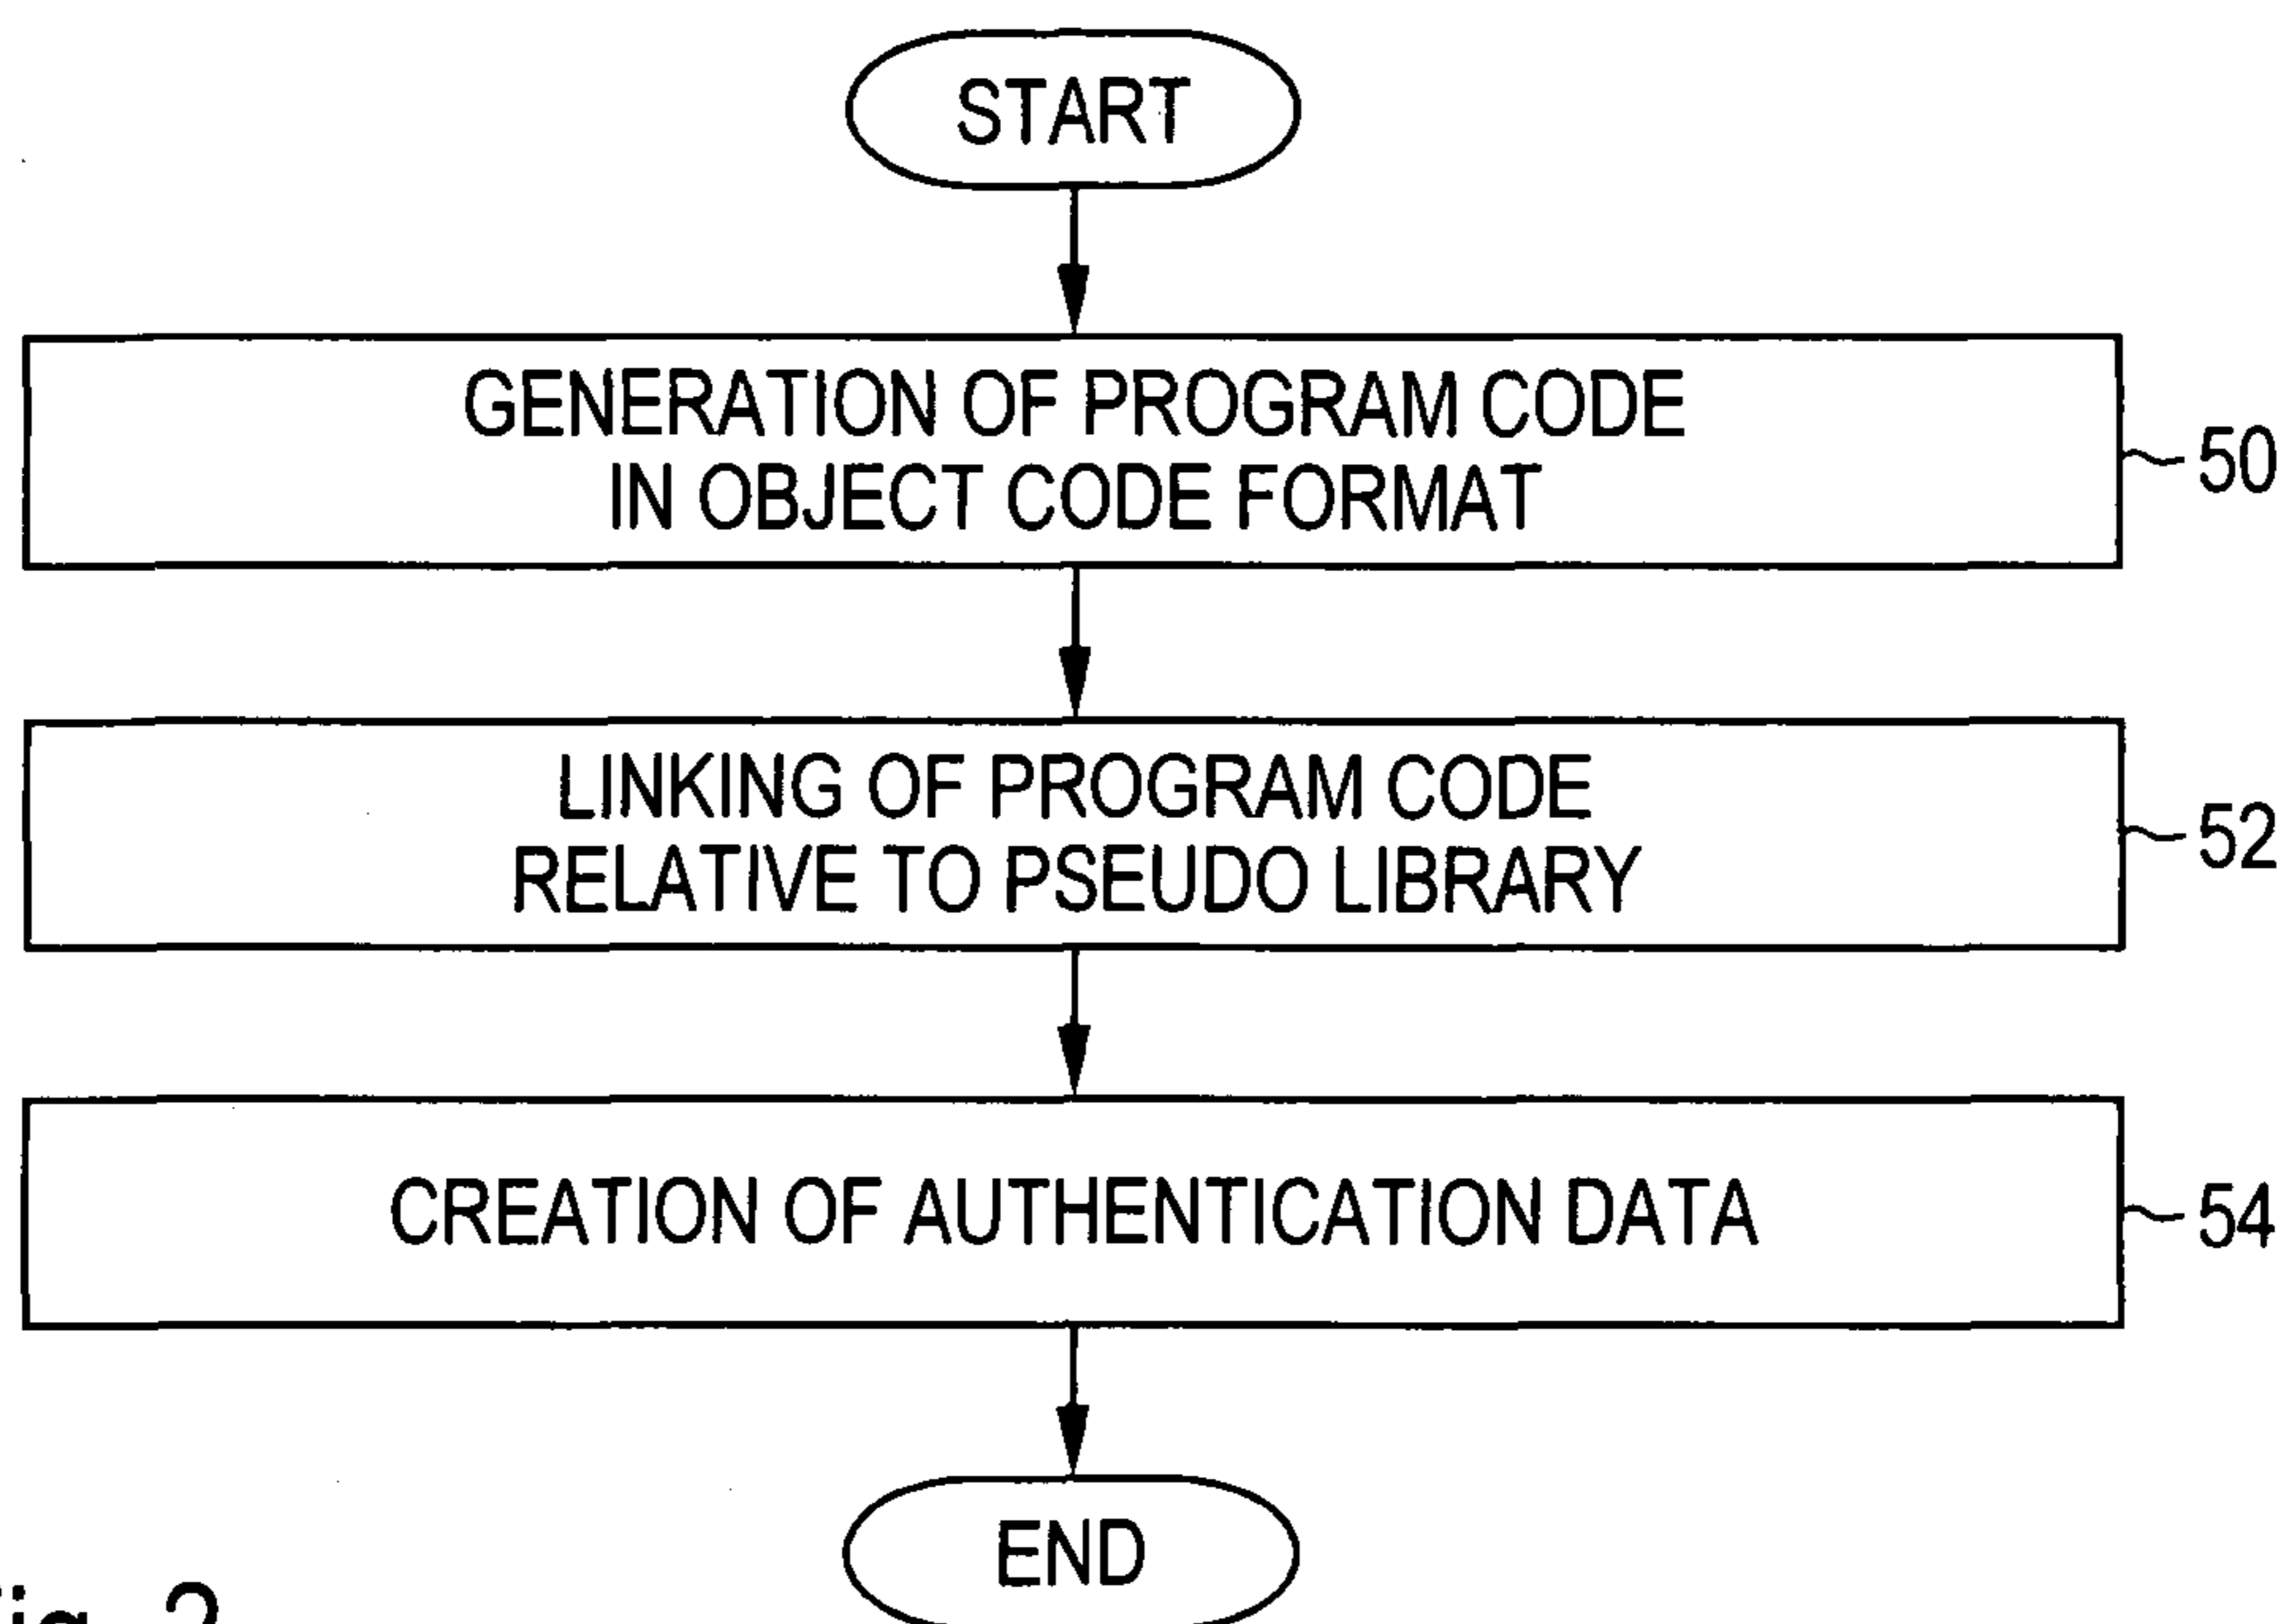 START
GENERATION OF PROGRAM CODE
IN OBJECT CODE FORMAT
50
LINKING OF PROGRAM CODE
RELATIVE TO PSEUDO LIBRARY
52
CREATION OF AUTHENTICATION DATA
54
END